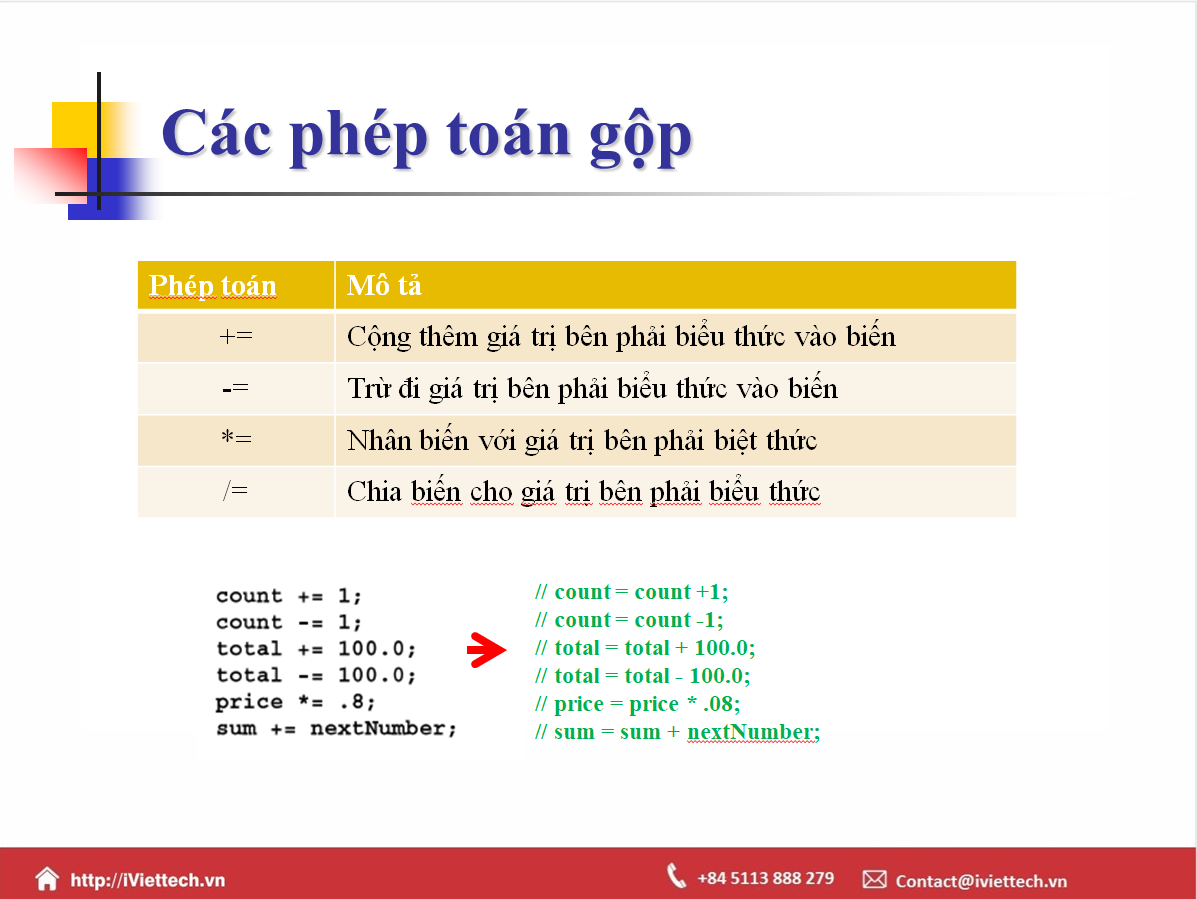 Các phép toán gộp
Phép toán Mô tả
+= Cộng thêm giá trị bên phải biểu thức vào biến
-= Trừ đi giá trị bên phải biểu thức vào biến
*= Nhân biến với giá trị bên phải biệt thức
/= Chia biến cho giá trị bên phải biểu thức
count += 1; // count = count +1;
count -= 1; // count = count -1;
total += 100.0; // total = total + 100.0;
total -= 100.0; // total = total - 100.0;
price *= .8; // price = price * .08;
sum += nextNumber; // sum = sum + nextNumber;
http://iViettech.vn +84 5113 888 279 Contact@iviettech.vn